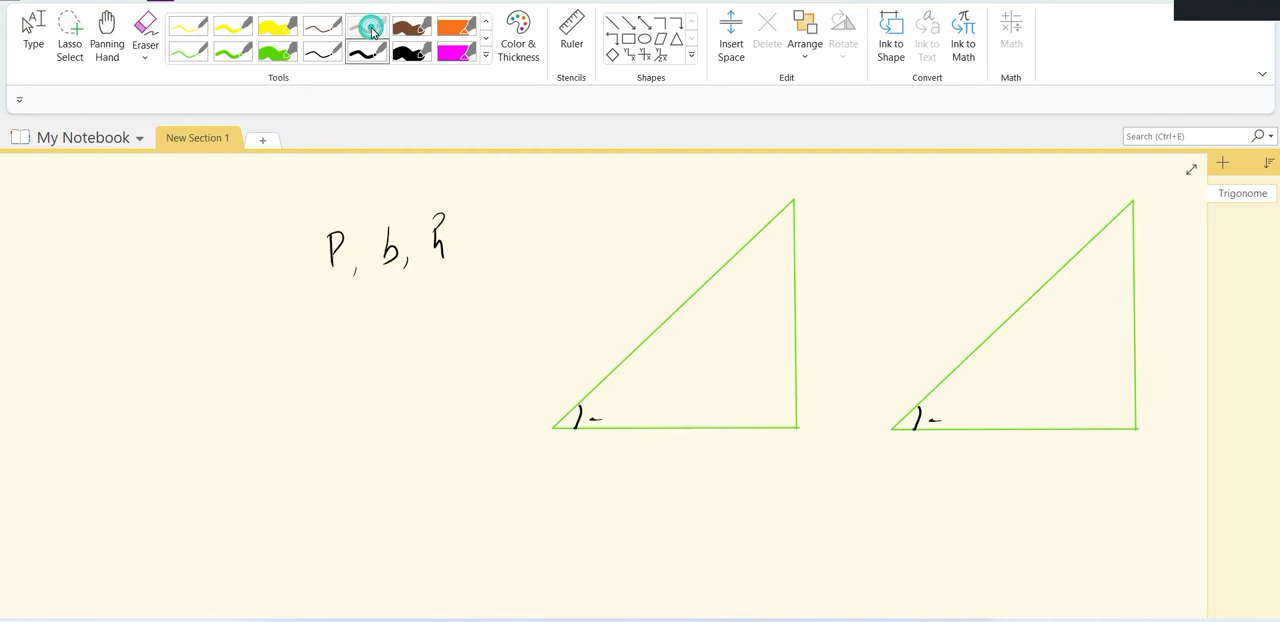 Type
Lasso Select
Panning Hand
Eraser
Color & Thickness
Ruler
Insert Space
Delete
Arrange
Rotate
Ink to Shape
Ink to Text
Ink to Math
Math
Tools
Stencils
Shapes
Edit
Convert
Math
My Notebook
New Section 1
Search (Ctrl+E)
Trigonome
P, b, h